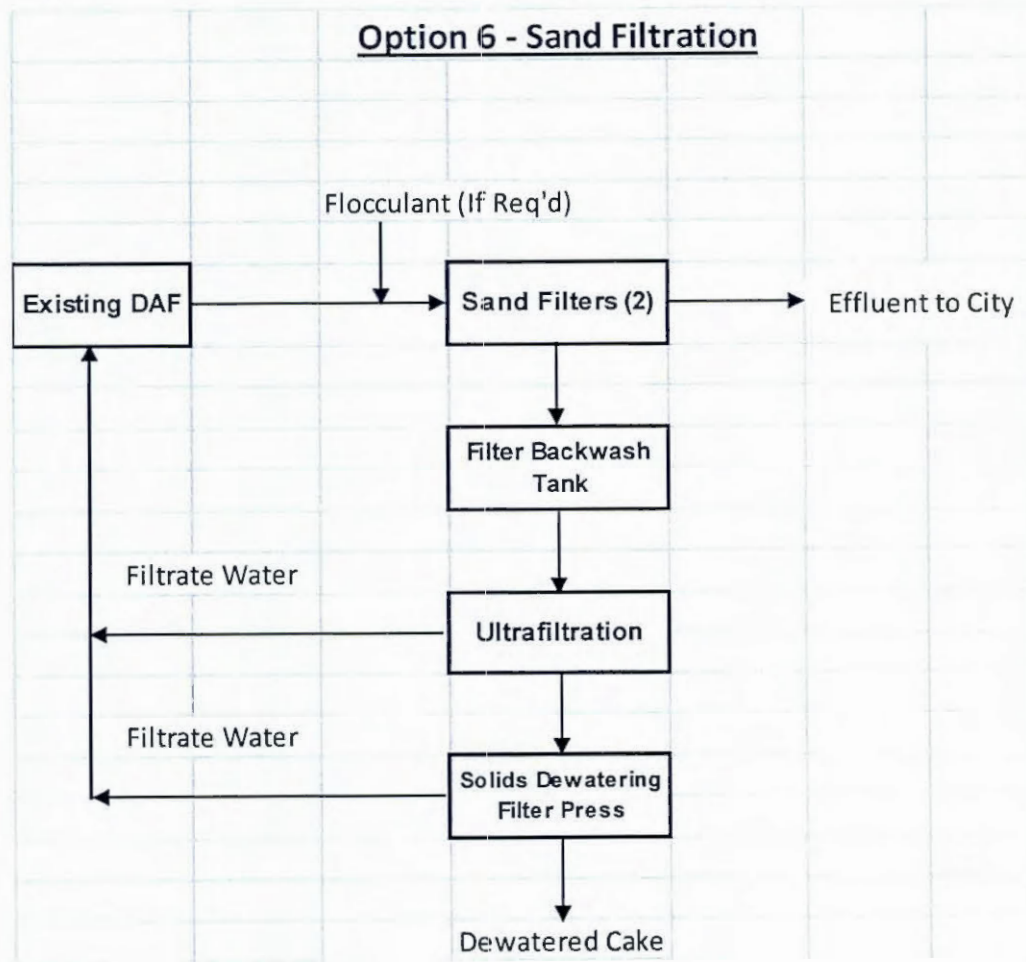 Option 6 - Sand Filtration
Flocculant (If Req'd)
Existing DAF
Sand Filters (2)
Effluent to City
Filter Backwash
Tank
Filtrate Water
Ultrafiltration
Filtrate Water
Solids Dewatering
Filter Press
Dewatered Cake